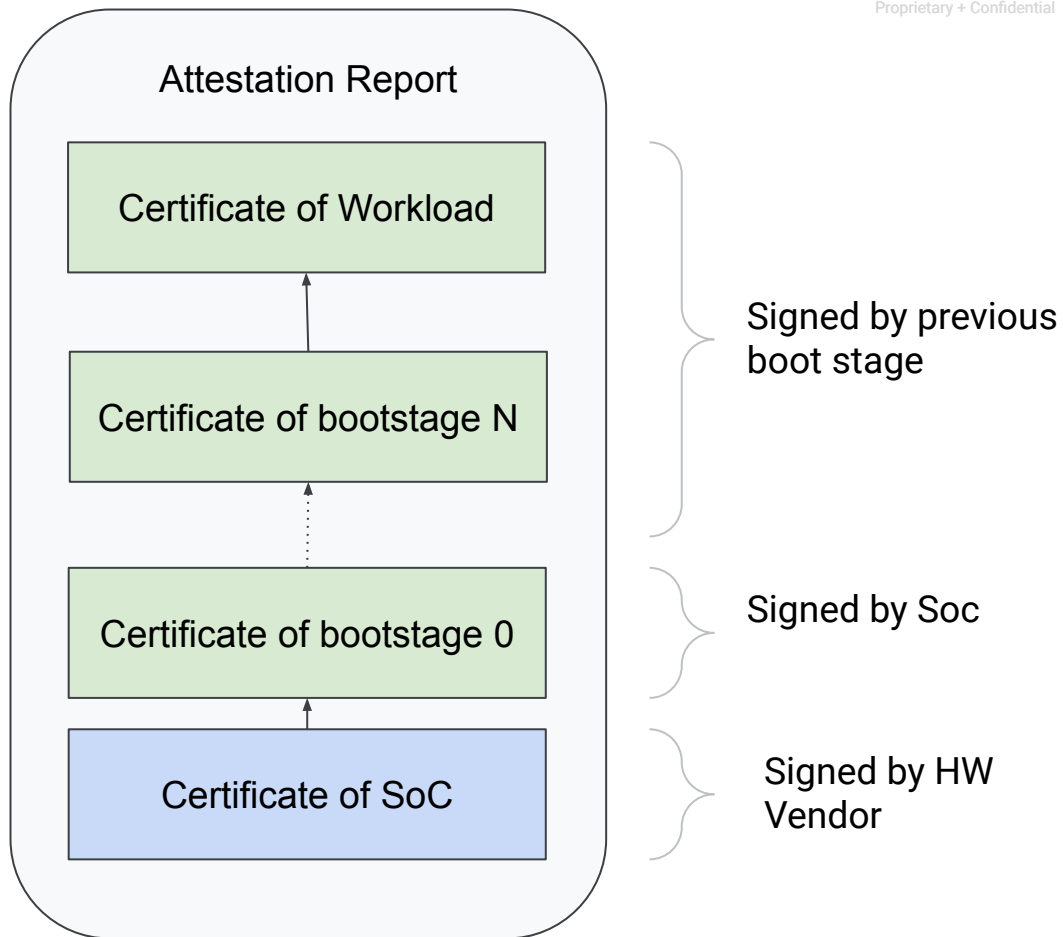 Proprietary + Confidential
Attestation Report
Certificate of Workload
Signed by previous
boot stage
Certificate of bootstage N
Certificate of bootstage 0
Signed by Soc
Certificate of SoC
Signed by HW
Vendor